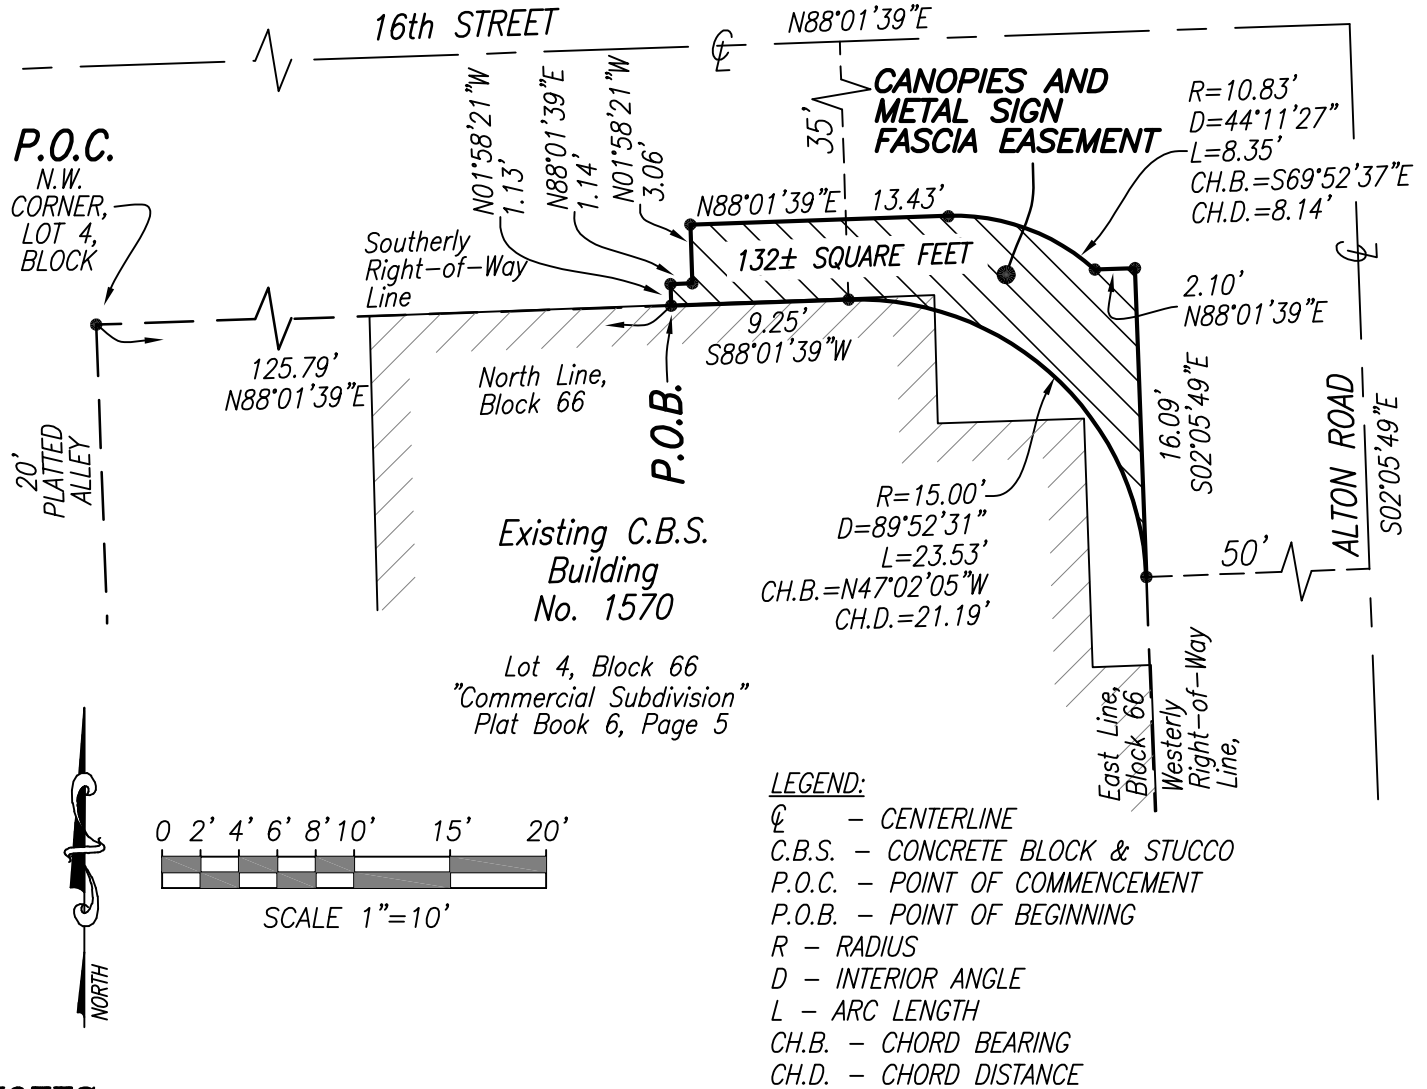 16th STREET
N88°01'39"E
P.O.C.
N.W.
CORNER,
LOT 4,
BLOCK
N01°58'21"W
1.13'
N88°01'39"E
1.14'
N01°58'21"W
3.06'
35'
CANOPIES AND
METAL SIGN
FASCIA EASEMENT
R=10.83'
D=44°11'27"
L=8.35'
CH.B.=S69°52'37"E
CH.D.=8.14'
N88°01'39"E 13.43'
132± SQUARE FEET
Southerly
Right-of-Way
Line
2.10'
N88°01'39"E
9.25'
S88°01'39"W
125.79'
N88°01'39"E
North Line,
Block 66
P.O.B.
20'
PLATTED
ALLEY
16.09'
S02°05'49"E
ALTON ROAD
S02°05'49"E
R=15.00'
D=89°52'31"
L=23.53'
CH.B.=N47°02'05"W
CH.D.=21.19'
50'
Existing C.B.S.
Building
No. 1570
Lot 4, Block 66
"Commercial Subdivision"
Plat Book 6, Page 5
East Line,
Block 66
Westerly
Right-of-Way
Line,
NORTH
0 2' 4' 6' 8' 10' 15' 20'
SCALE 1"=10'
LEGEND:
℄ - CENTERLINE
C.B.S. - CONCRETE BLOCK & STUCCO
P.O.C. - POINT OF COMMENCEMENT
P.O.B. - POINT OF BEGINNING
R - RADIUS
D - INTERIOR ANGLE
L - ARC LENGTH
CH.B. - CHORD BEARING
CH.D. - CHORD DISTANCE